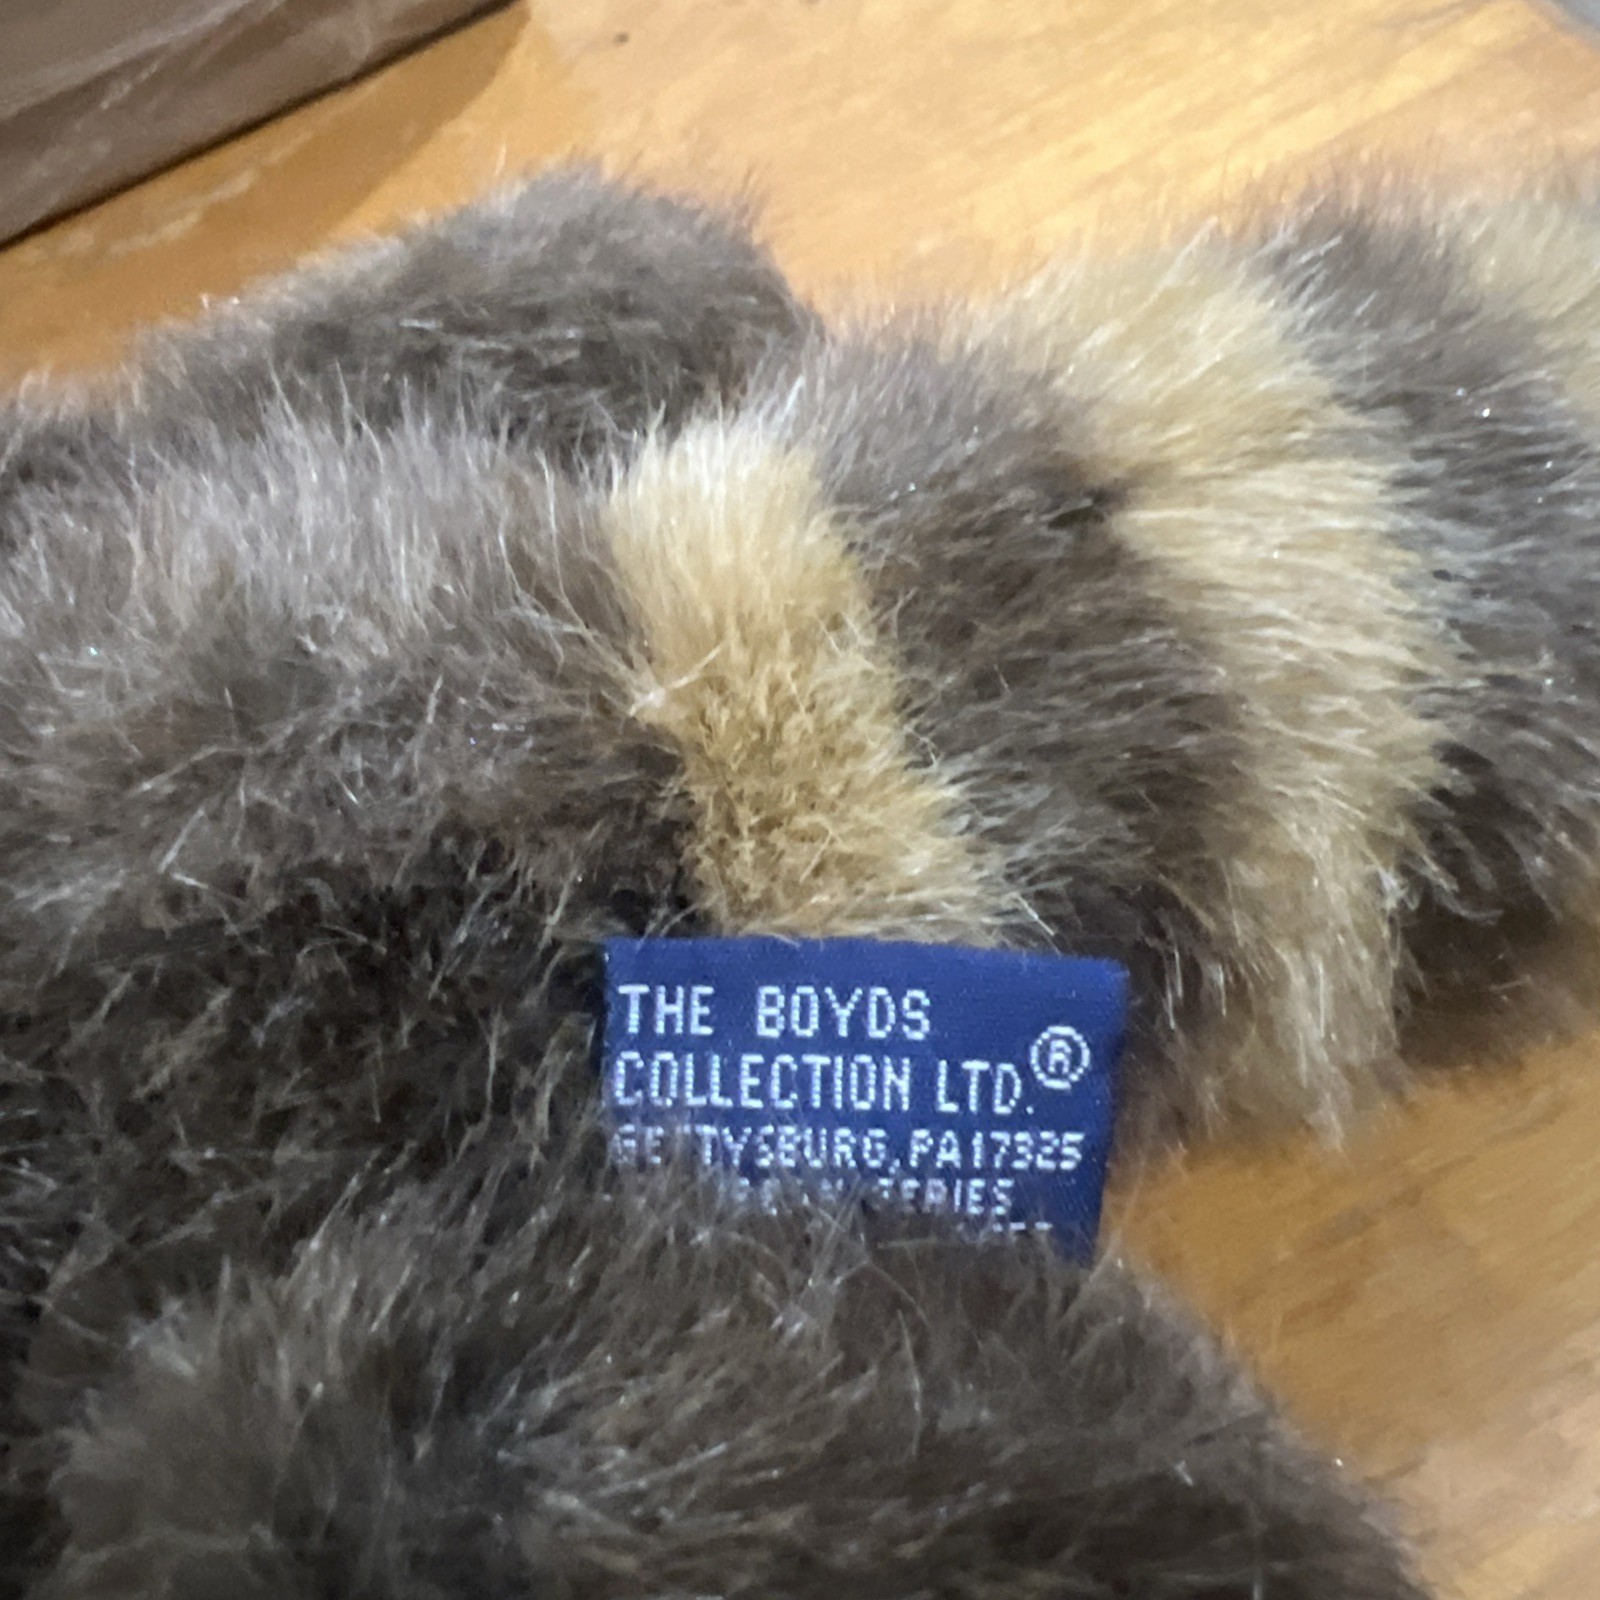 THE BOYDS
COLLECTION LTD.®
GETTYSBURG, PA 17325
SERIES